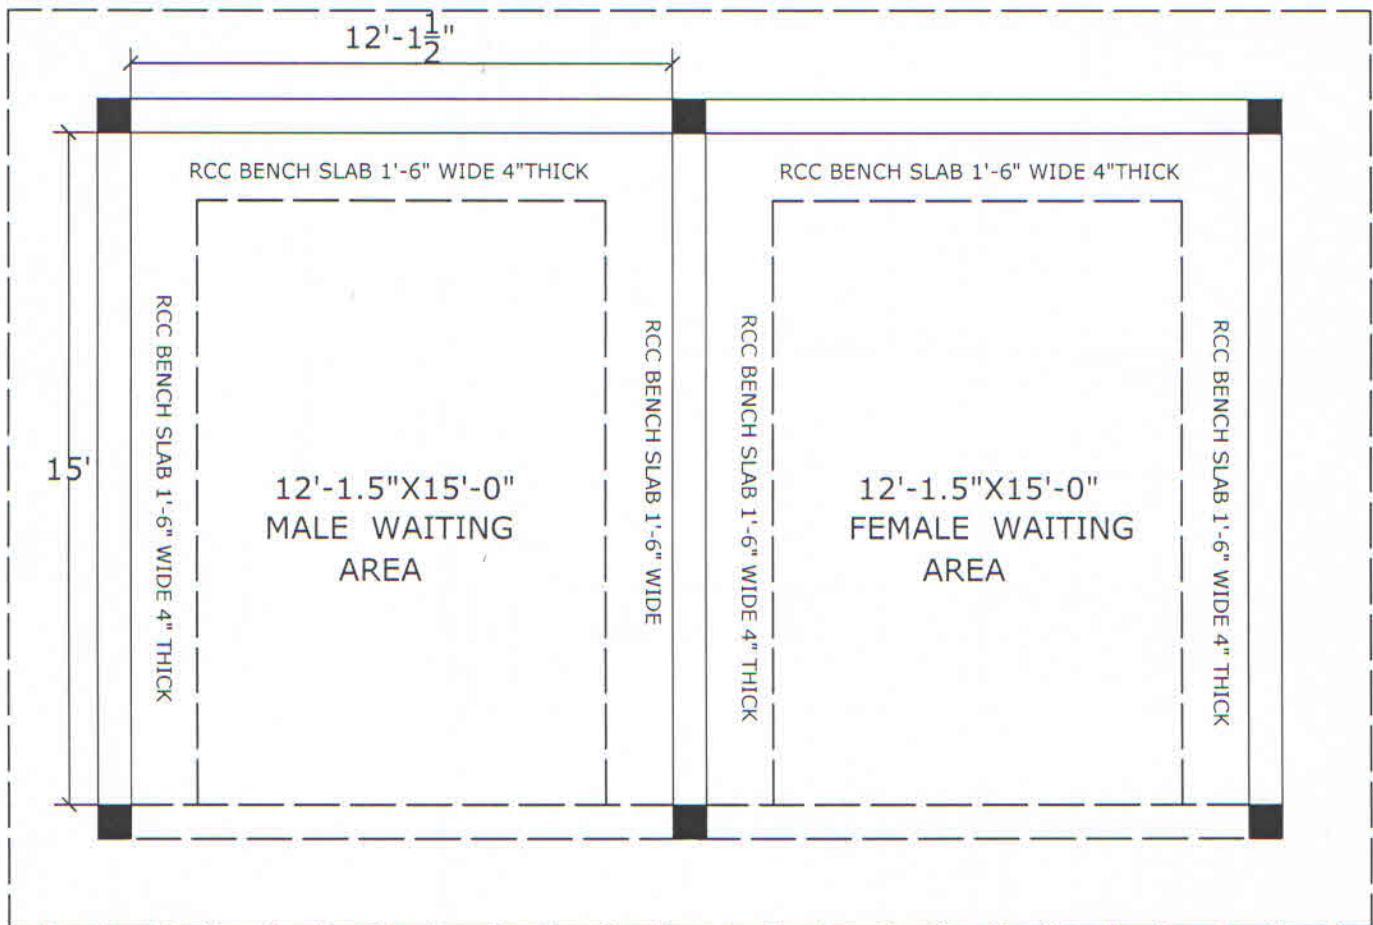 12'-1½"
RCC BENCH SLAB 1'-6" WIDE 4"THICK
RCC BENCH SLAB 1'-6" WIDE 4"THICK
15'
RCC BENCH SLAB 1'-6" WIDE 4" THICK
12'-1.5"X15'-0"
MALE WAITING
AREA
RCC BENCH SLAB 1'-6" WIDE
RCC BENCH SLAB 1'-6" WIDE 4" THICK
12'-1.5"X15'-0"
FEMALE WAITING
AREA
RCC BENCH SLAB 1'-6" WIDE 4" THICK